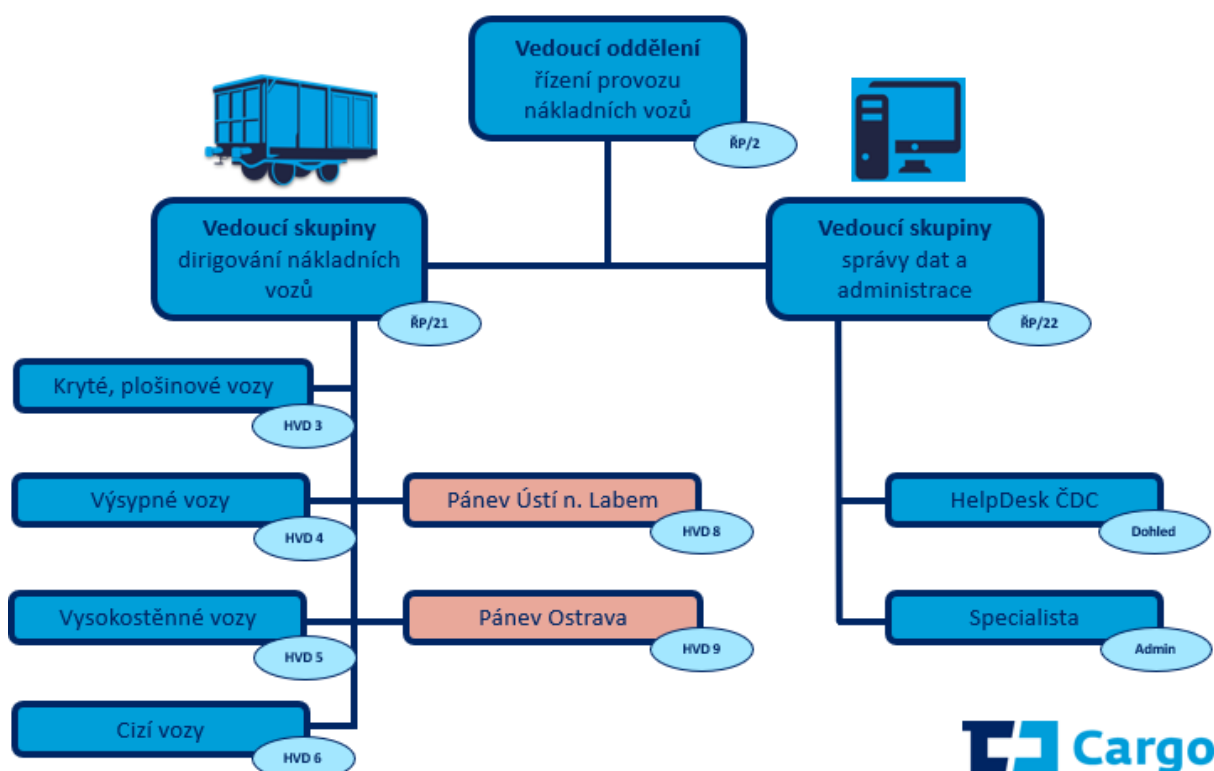 Vedoucí oddělení
řízení provozu
nákladních vozů
ŘP/2
Vedoucí skupiny
dirigování nákladních
vozů
ŘP/21
Vedoucí skupiny
správy dat a
administrace
ŘP/22
Kryté, plošinové vozy
HVD 3
Výsypné vozy
HVD 4
Pánev Ústí n. Labem
HVD 8
HelpDesk ČDC
Dohled
Vysokostěnné vozy
HVD 5
Pánev Ostrava
HVD 9
Specialista
Admin
Cizí vozy
HVD 6
Cargo